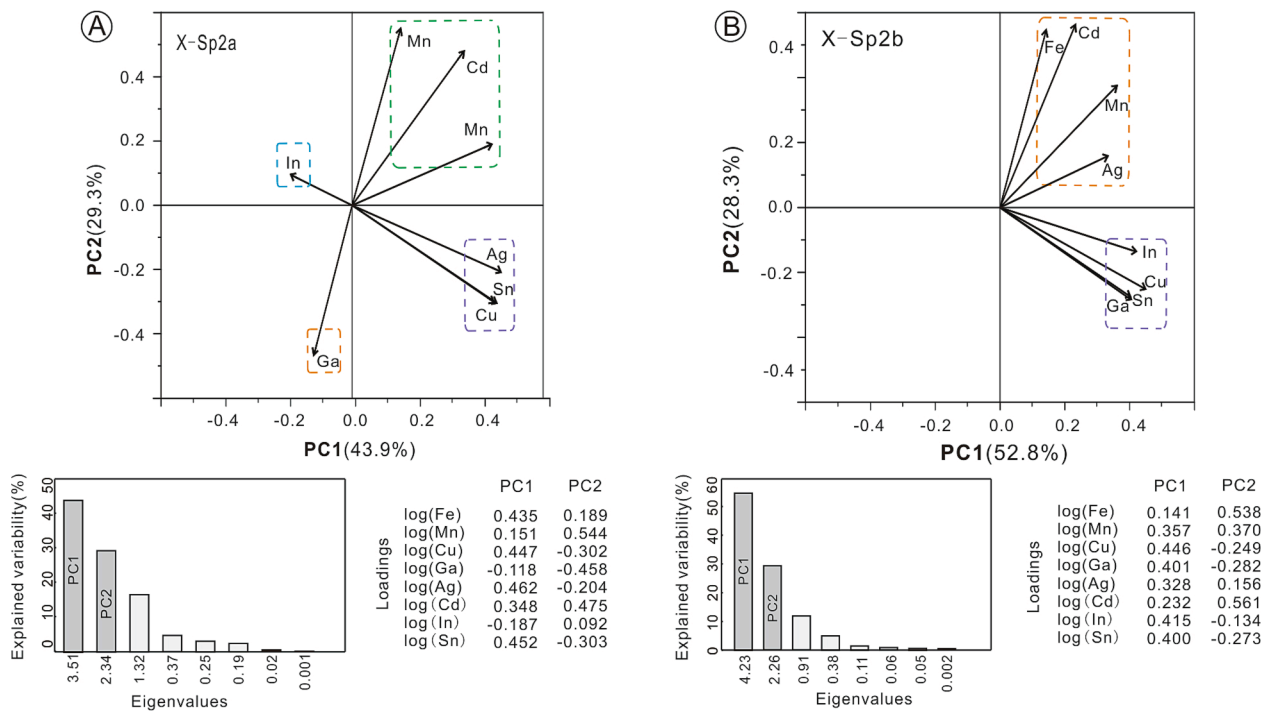 A
X-Sp2a
Mn
Cd
Mn
In
Ag
Sn
Cu
Ga
0.4
0.2
0.0
-0.2
-0.4
PC2(29.3%)
-0.4 -0.2 0.0 0.2 0.4
PC1(43.9%)
B
X-Sp2b
Fe
Cd
Mn
Ag
In
Cu
Sn
Ga
0.4
0.2
0.0
-0.2
-0.4
PC2(28.3%)
-0.4 -0.2 0.0 0.2 0.4
PC1(52.8%)
Explained variability(%)
50
40
30
20
10
0
PC1
PC2
3.51 2.34 1.32 0.37 0.25 0.19 0.02 0.001
Eigenvalues
Loadings
PC1 PC2
log(Fe) 0.435 0.189
log(Mn) 0.151 0.544
log(Cu) 0.447 -0.302
log(Ga) -0.118 -0.458
log(Ag) 0.462 -0.204
log(Cd) 0.348 0.475
log(In) -0.187 0.092
log(Sn) 0.452 -0.303
Explained variability(%)
60
50
40
30
20
10
0
PC1
PC2
4.23 2.26 0.91 0.38 0.11 0.06 0.05 0.002
Eigenvalues
Loadings
PC1 PC2
log(Fe) 0.141 0.538
log(Mn) 0.357 0.370
log(Cu) 0.446 -0.249
log(Ga) 0.401 -0.282
log(Ag) 0.328 0.156
log(Cd) 0.232 0.561
log(In) 0.415 -0.134
log(Sn) 0.400 -0.273